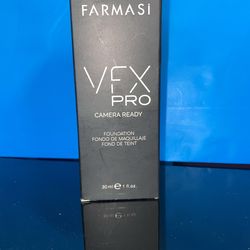 FARMASİ
VFX
PRO
CAMERA READY
FOUNDATION
FONDO DE MAQUILLAJE
FOND DE TEINT
30 ml ℮ 1 fl. oz.